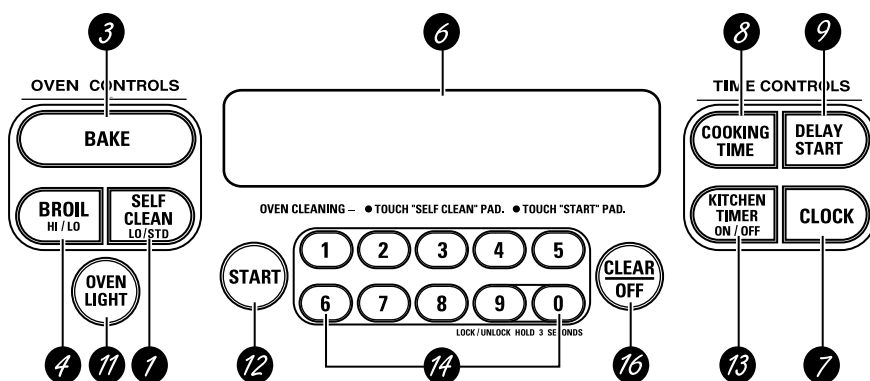 3
6
8
9
OVEN CONTROLS
TIME CONTROLS
BAKE
COOKING
TIME
DELAY
START
BROIL
HI / LO
SELF
CLEAN
LO/STD
OVEN CLEANING – ● TOUCH "SELF CLEAN" PAD. ● TOUCH "START" PAD.
KITCHEN
TIMER
ON / OFF
CLOCK
OVEN
LIGHT
START
1 2 3 4 5
6 7 8 9 0
LOCK/UNLOCK HOLD 3 SECONDS
CLEAR
OFF
4
11
1
12
14
16
13
7